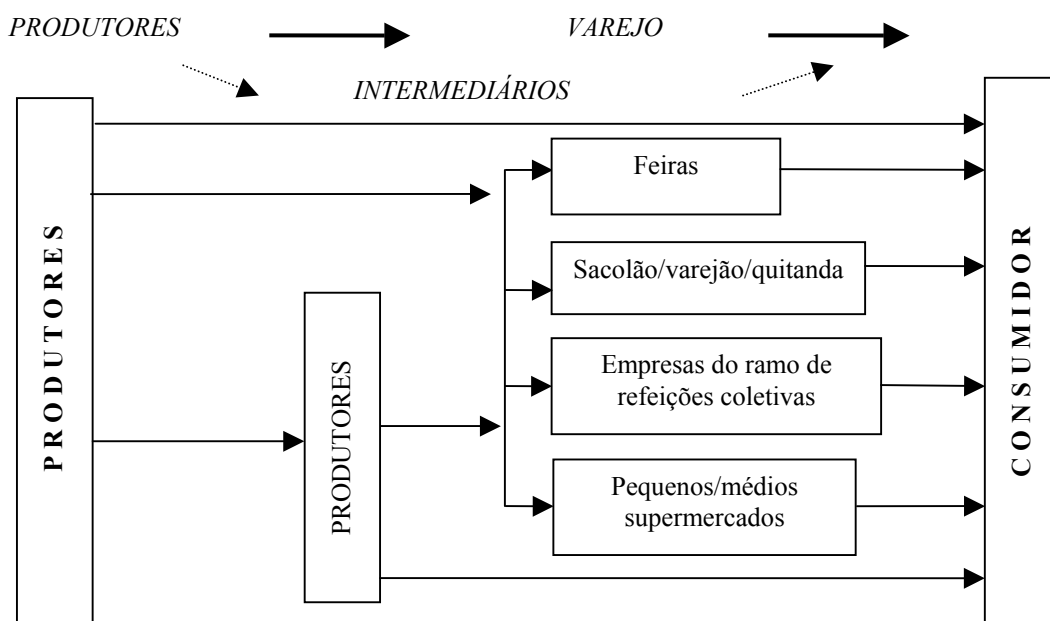 PRODUTORES
VAREJO
INTERMEDIÁRIOS
PRODUTORES
PRODUTORES
Feiras
Sacolão/varejão/quitanda
Empresas do ramo de
refeições coletivas
Pequenos/médios
supermercados
CONSUMIDOR